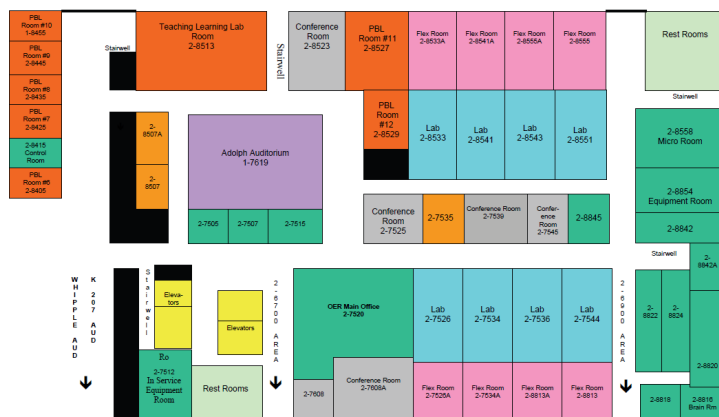 PBL
Room #10
1-8455
PBL
Room #9
2-8445
PBL
Room #8
2-8435
PBL
Room #7
2-8425
2-8415
Control
Room
PBL
Room #6
2-8405
Stairwell
Teaching Learning Lab
Room
2-8513
Stairwell
Conference
Room
2-8523
PBL
Room #11
2-8527
Flex Room
2-8533A
Flex Room
2-8541A
Flex Room
2-8555A
Flex Room
2-8555
Rest Rooms
Stairwell
2-
8507A
2-
8507
Adolph Auditorium
1-7619
2-7505
2-7507
2-7515
PBL
Room
#12
2-8529
Lab
2-8533
Lab
2-8541
Lab
2-8543
Lab
2-8551
2-8558
Micro Room
2-8854
Equipment Room
2-8842
Conference
Room
2-7525
2-7535
Conference Room
2-7539
Confe-
rence
Room
2-7545
2-8845
Stairwell
2-
8842A
WHIPPLE AUD
K 207 AUD
Stairwell
Eleva-
tors
Elevators
Ro
2-7512
In Service
Equipment
Room
Rest Rooms
2-6700 AREA
OER Main Office
2-7520
2-7608
Conference Room
2-7608A
Lab
2-7526
Lab
2-7534
Lab
2-7536
Lab
2-7544
Flex Room
2-7526A
Flex Room
2-7534A
Flex Room
2-8813A
Flex Room
2-8813
2-6900 AREA
2-
8822
2-
8824
2-
8820
2-8818
2-8816
Brain Rm